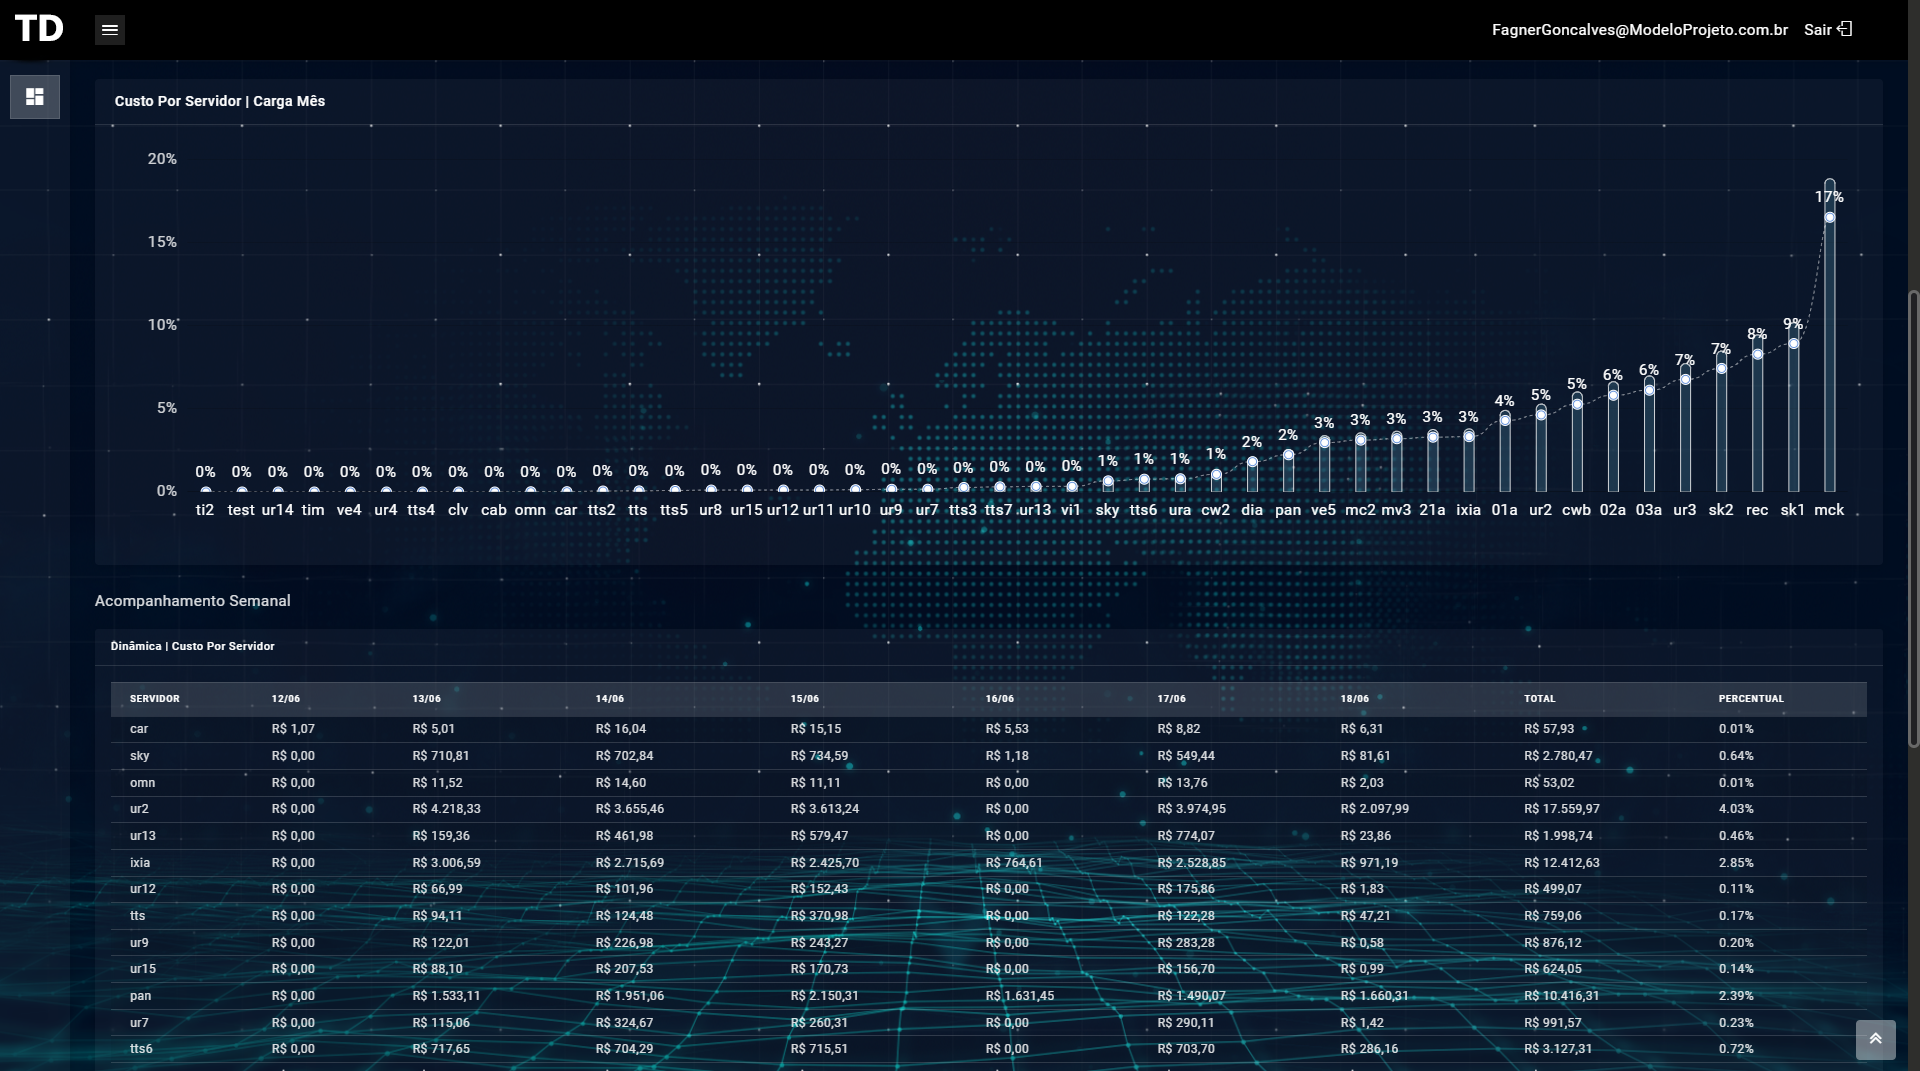 TD
FagnerGoncalves@ModeloProjeto.com.br Sair
Custo Por Servidor | Carga Mês
20%
15%
10%
5%
0%
0% 0% 0% 0% 0% 0% 0% 0% 0% 0% 0% 0% 0% 0% 0% 0% 0% 0% 0% 0% 0% 0% 0% 0% 0% 1% 1% 1% 1% 2% 2% 3% 3% 3% 3% 3% 4% 5% 5% 6% 6% 7% 7% 8% 9% 17%
ti2 test ur14 tim ve4 ur4 tts4 clv cab omn car tts2 tts tts5 ur8 ur15 ur12 ur11 ur10 ur9 ur7 tts3 tts7 ur13 vi1 sky tts6 ura cw2 dia pan ve5 mc2 mv3 21a ixia 01a ur2 cwb 02a 03a ur3 sk2 rec sk1 mck
Acompanhamento Semanal
Dinâmica | Custo Por Servidor
SERVIDOR 12/06 13/06 14/06 15/06 16/06 17/06 18/06 TOTAL PERCENTUAL
car R$ 1,07 R$ 5,01 R$ 16,04 R$ 15,15 R$ 5,53 R$ 8,82 R$ 6,31 R$ 57,93 0.01%
sky R$ 0,00 R$ 710,81 R$ 702,84 R$ 734,59 R$ 1,18 R$ 549,44 R$ 81,61 R$ 2.780,47 0.64%
omn R$ 0,00 R$ 11,52 R$ 14,60 R$ 11,11 R$ 0,00 R$ 13,76 R$ 2,03 R$ 53,02 0.01%
ur2 R$ 0,00 R$ 4.218,33 R$ 3.655,46 R$ 3.613,24 R$ 0,00 R$ 3.974,95 R$ 2.097,99 R$ 17.559,97 4.03%
ur13 R$ 0,00 R$ 159,36 R$ 461,98 R$ 579,47 R$ 0,00 R$ 774,07 R$ 23,86 R$ 1.998,74 0.46%
ixia R$ 0,00 R$ 3.006,59 R$ 2.715,69 R$ 2.425,70 R$ 764,61 R$ 2.528,85 R$ 971,19 R$ 12.412,63 2.85%
ur12 R$ 0,00 R$ 66,99 R$ 101,96 R$ 152,43 R$ 0,00 R$ 175,86 R$ 1,83 R$ 499,07 0.11%
tts R$ 0,00 R$ 94,11 R$ 124,48 R$ 370,98 R$ 0,00 R$ 122,28 R$ 47,21 R$ 759,06 0.17%
ur9 R$ 0,00 R$ 122,01 R$ 226,98 R$ 243,27 R$ 0,00 R$ 283,28 R$ 0,58 R$ 876,12 0.20%
ur15 R$ 0,00 R$ 88,10 R$ 207,53 R$ 170,73 R$ 0,00 R$ 156,70 R$ 0,99 R$ 624,05 0.14%
pan R$ 0,00 R$ 1.533,11 R$ 1.951,06 R$ 2.150,31 R$ 1.631,45 R$ 1.490,07 R$ 1.660,31 R$ 10.416,31 2.39%
ur7 R$ 0,00 R$ 115,06 R$ 324,67 R$ 260,31 R$ 0,00 R$ 290,11 R$ 1,42 R$ 991,57 0.23%
tts6 R$ 0,00 R$ 717,65 R$ 704,29 R$ 715,51 R$ 0,00 R$ 703,70 R$ 286,16 R$ 3.127,31 0.72%